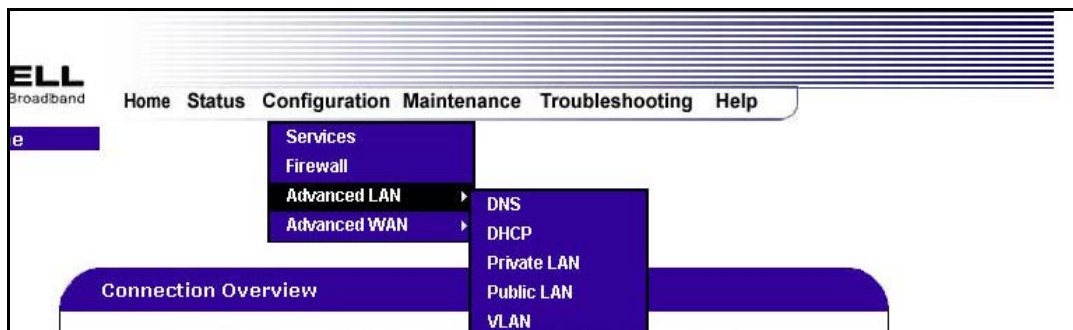 ELL
Broadband
Home Status Configuration Maintenance Troubleshooting Help
e
Services
Firewall
Advanced LAN
Advanced WAN
DNS
DHCP
Private LAN
Public LAN
VLAN
Connection Overview